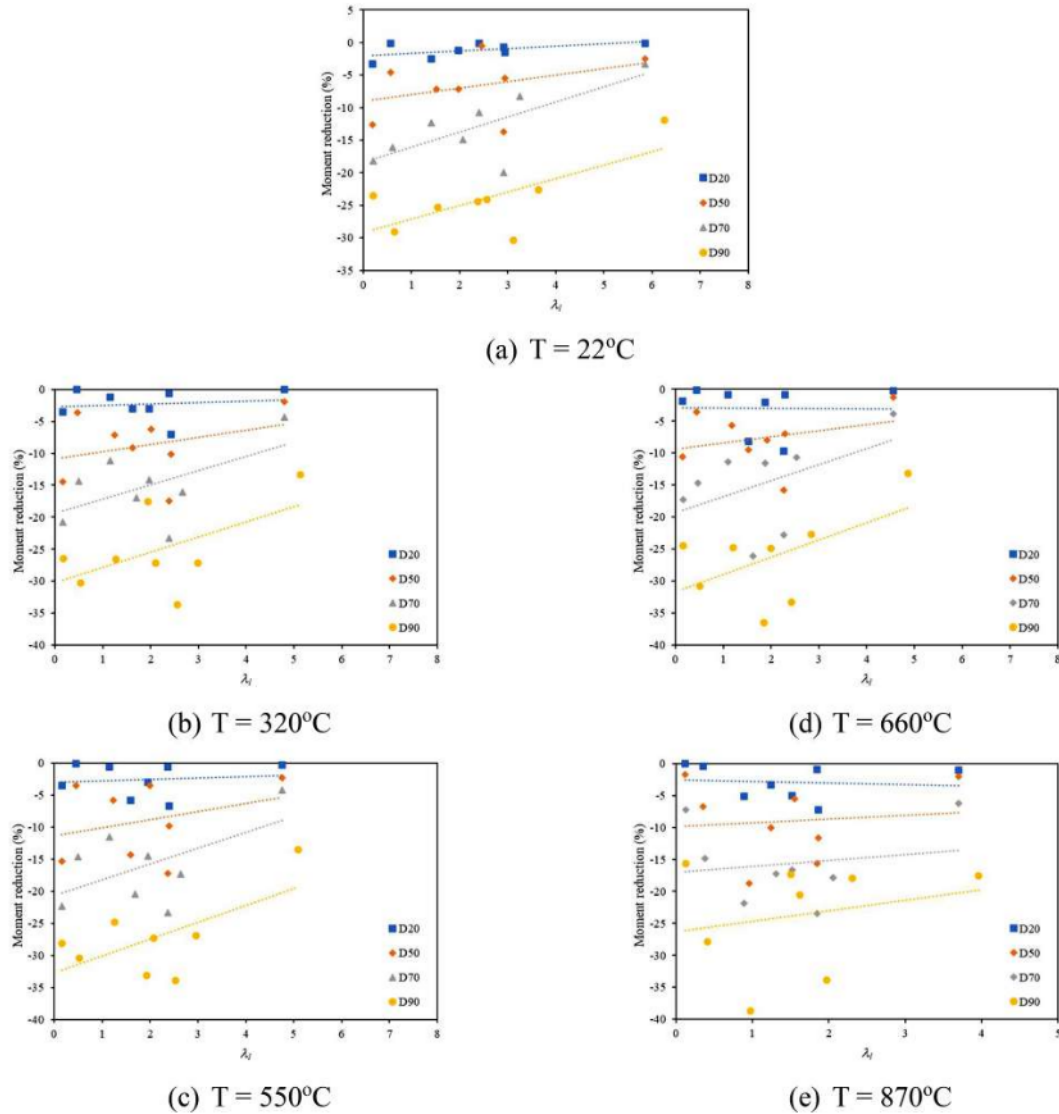 5
0
-5
-10
-15
-20
-25
-30
-35
Moment reduction (%)
0 1 2 3 4 5 6 7 8
λl
D20
D50
D70
D90
(a) T = 22°C
0
-5
-10
-15
-20
-25
-30
-35
-40
Moment reduction (%)
0 1 2 3 4 5 6 7 8
λl
D20
D50
D70
D90
(b) T = 320°C
0
-5
-10
-15
-20
-25
-30
-35
-40
Moment reduction (%)
0 1 2 3 4 5 6 7 8
λl
D20
D50
D70
D90
(d) T = 660°C
0
-5
-10
-15
-20
-25
-30
-35
-40
Moment reduction (%)
0 1 2 3 4 5 6 7 8
λl
D20
D50
D70
D90
(c) T = 550°C
0
-5
-10
-15
-20
-25
-30
-35
-40
Moment reduction (%)
0 1 2 3 4 5
λl
D20
D50
D70
D90
(e) T = 870°C